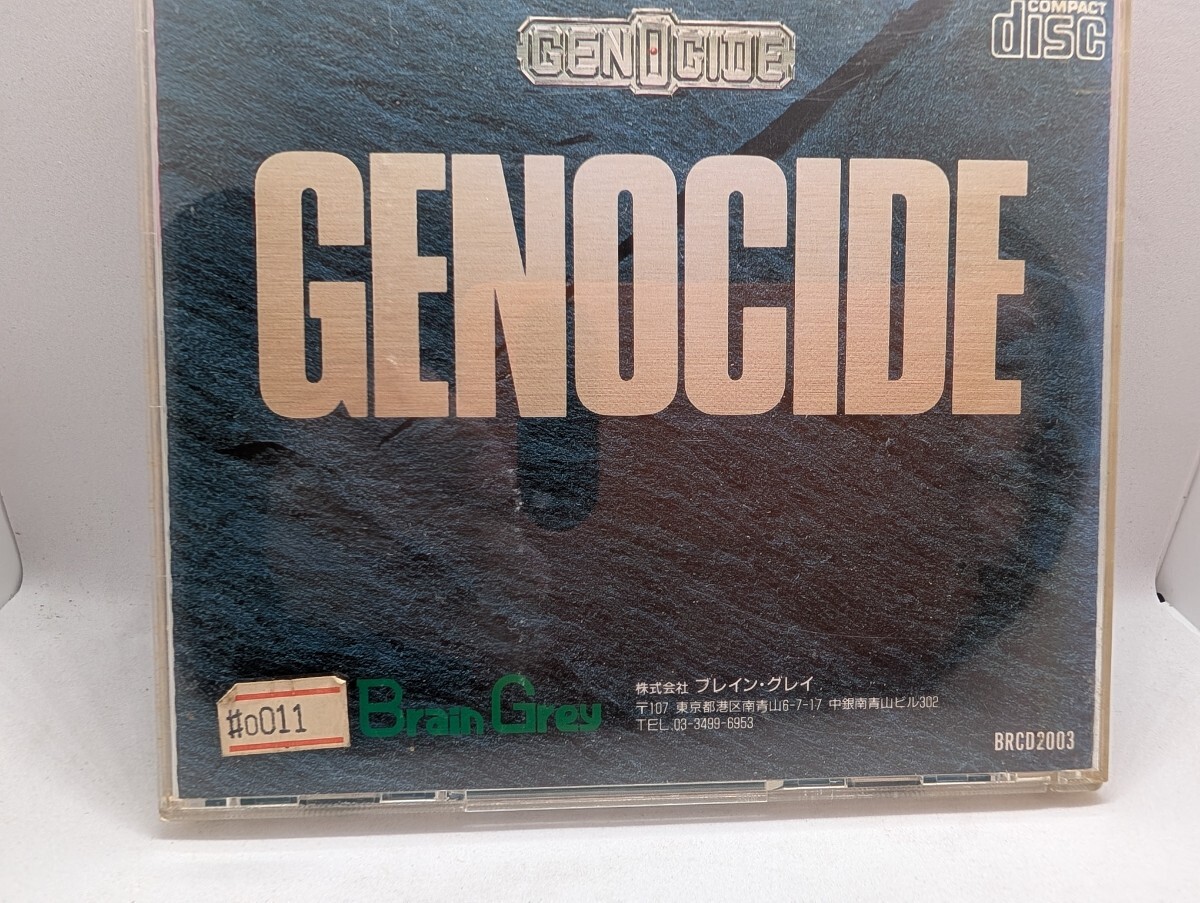 GENOCIDE
COMPACT
disc
GENOCIDE
#0011
Brain Grey
株式会社 ブレイン・グレイ
〒107 東京都港区南青山6-7-17 中銀南青山ビル302
TEL.03-3499-6953
BRCD2003